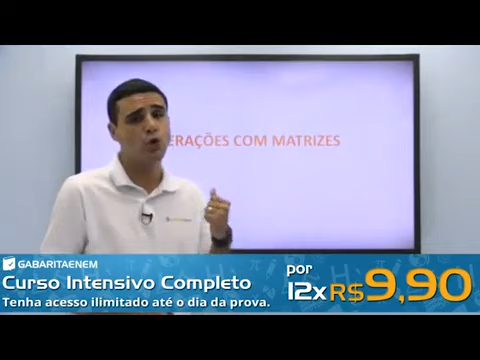 ERAÇÕES COM MATRIZES
GABARITAENEM
Curso Intensivo Completo
Tenha acesso ilimitado até o dia da prova.
por
12x R$9,90